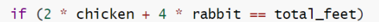 if (2 * chicken + 4 * rabbit == total_feet)